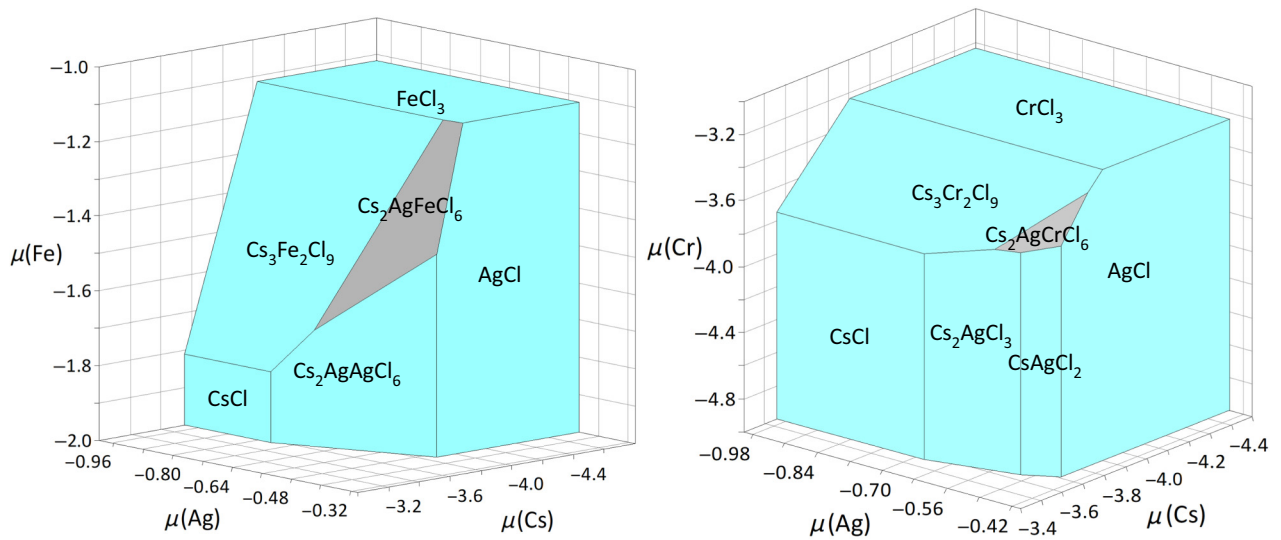 −1.0
−1.2
−1.4
−1.6
−1.8
−2.0
μ(Fe)
FeCl₃
Cs₂AgFeCl₆
Cs₃Fe₂Cl₉
AgCl
Cs₂AgAgCl₆
CsCl
−0.96
−0.80
−0.64
−0.48
−0.32
μ(Ag)
−3.2
−3.6
−4.0
−4.4
μ(Cs)
−3.2
−3.6
−4.0
−4.4
−4.8
μ(Cr)
CrCl₃
Cs₃Cr₂Cl₉
Cs₂AgCrCl₆
AgCl
CsCl
Cs₂AgCl₃
CsAgCl₂
−0.98
−0.84
−0.70
−0.56
−0.42
μ(Ag)
−3.4
−3.6
−3.8
−4.0
−4.2
−4.4
μ(Cs)